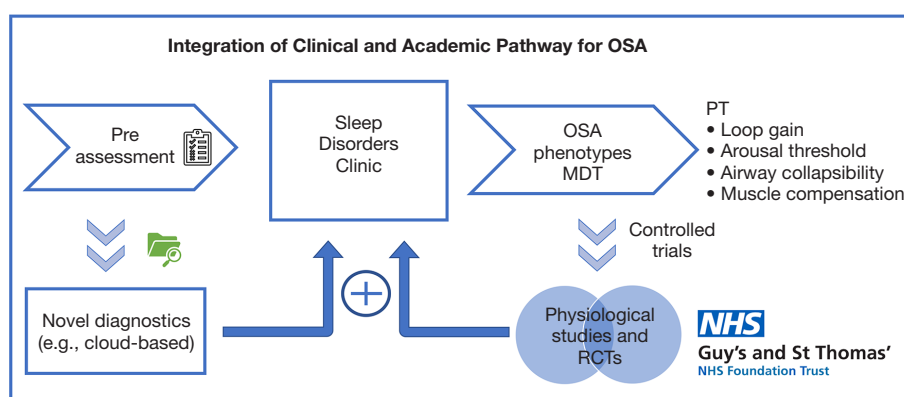 Integration of Clinical and Academic Pathway for OSA
Pre
assessment
Sleep
Disorders
Clinic
OSA
phenotypes
MDT
PT
• Loop gain
• Arousal threshold
• Airway collapsibility
• Muscle compensation
Controlled
trials
Novel diagnostics
(e.g., cloud-based)
Physiological
studies and
RCTs
NHS
Guy's and St Thomas'
NHS Foundation Trust